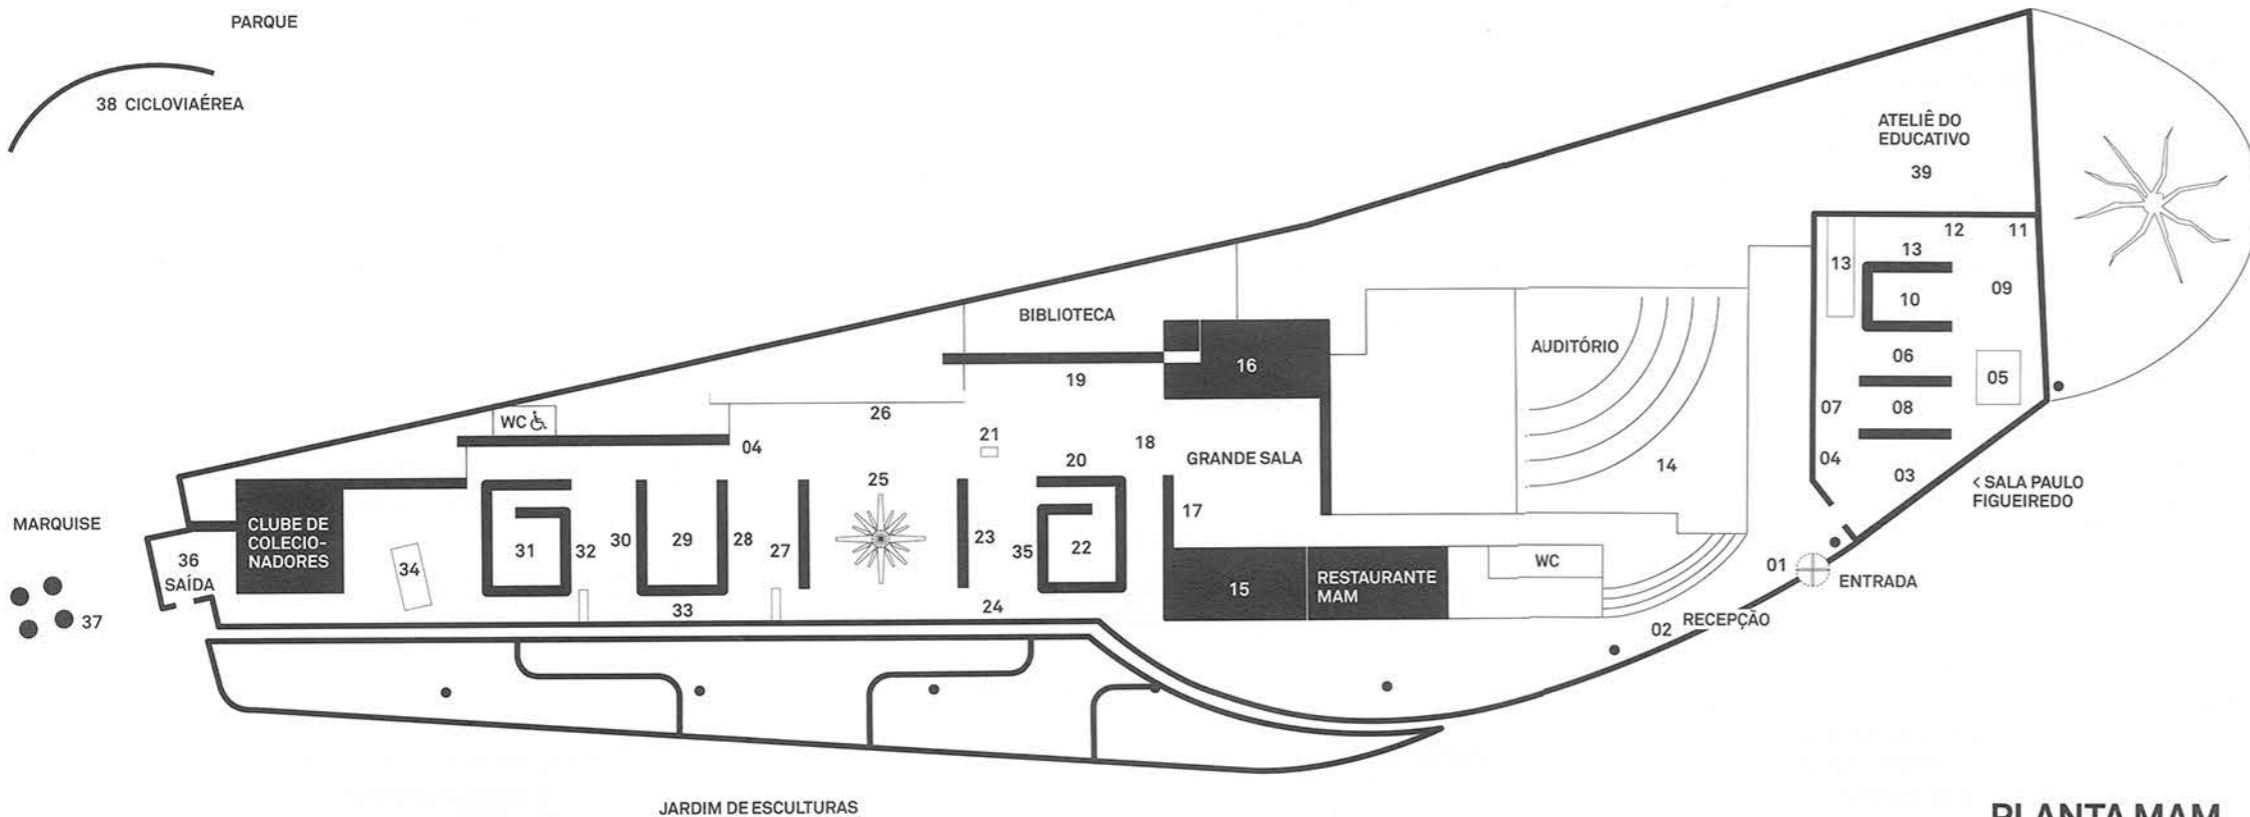 PARQUE
38 CICLOVIAÉREA
ATELIÊ DO
EDUCATIVO
39
12
11
13
13
10
09
BIBLIOTECA
AUDITÓRIO
16
06
05
19
26
07
08
WC
21
04
18
20
GRANDE SALA
14
04
03
25
< SALA PAULO
FIGUEIREDO
MARQUISE
CLUBE DE
COLECIO-
NADORES
17
31
32
30
29
28
27
23
35
22
36
SAÍDA
34
15
RESTAURANTE
MAM
WC
01
ENTRADA
33
24
RECEPÇÃO
02
37
JARDIM DE ESCULTURAS
PLANTA MAM